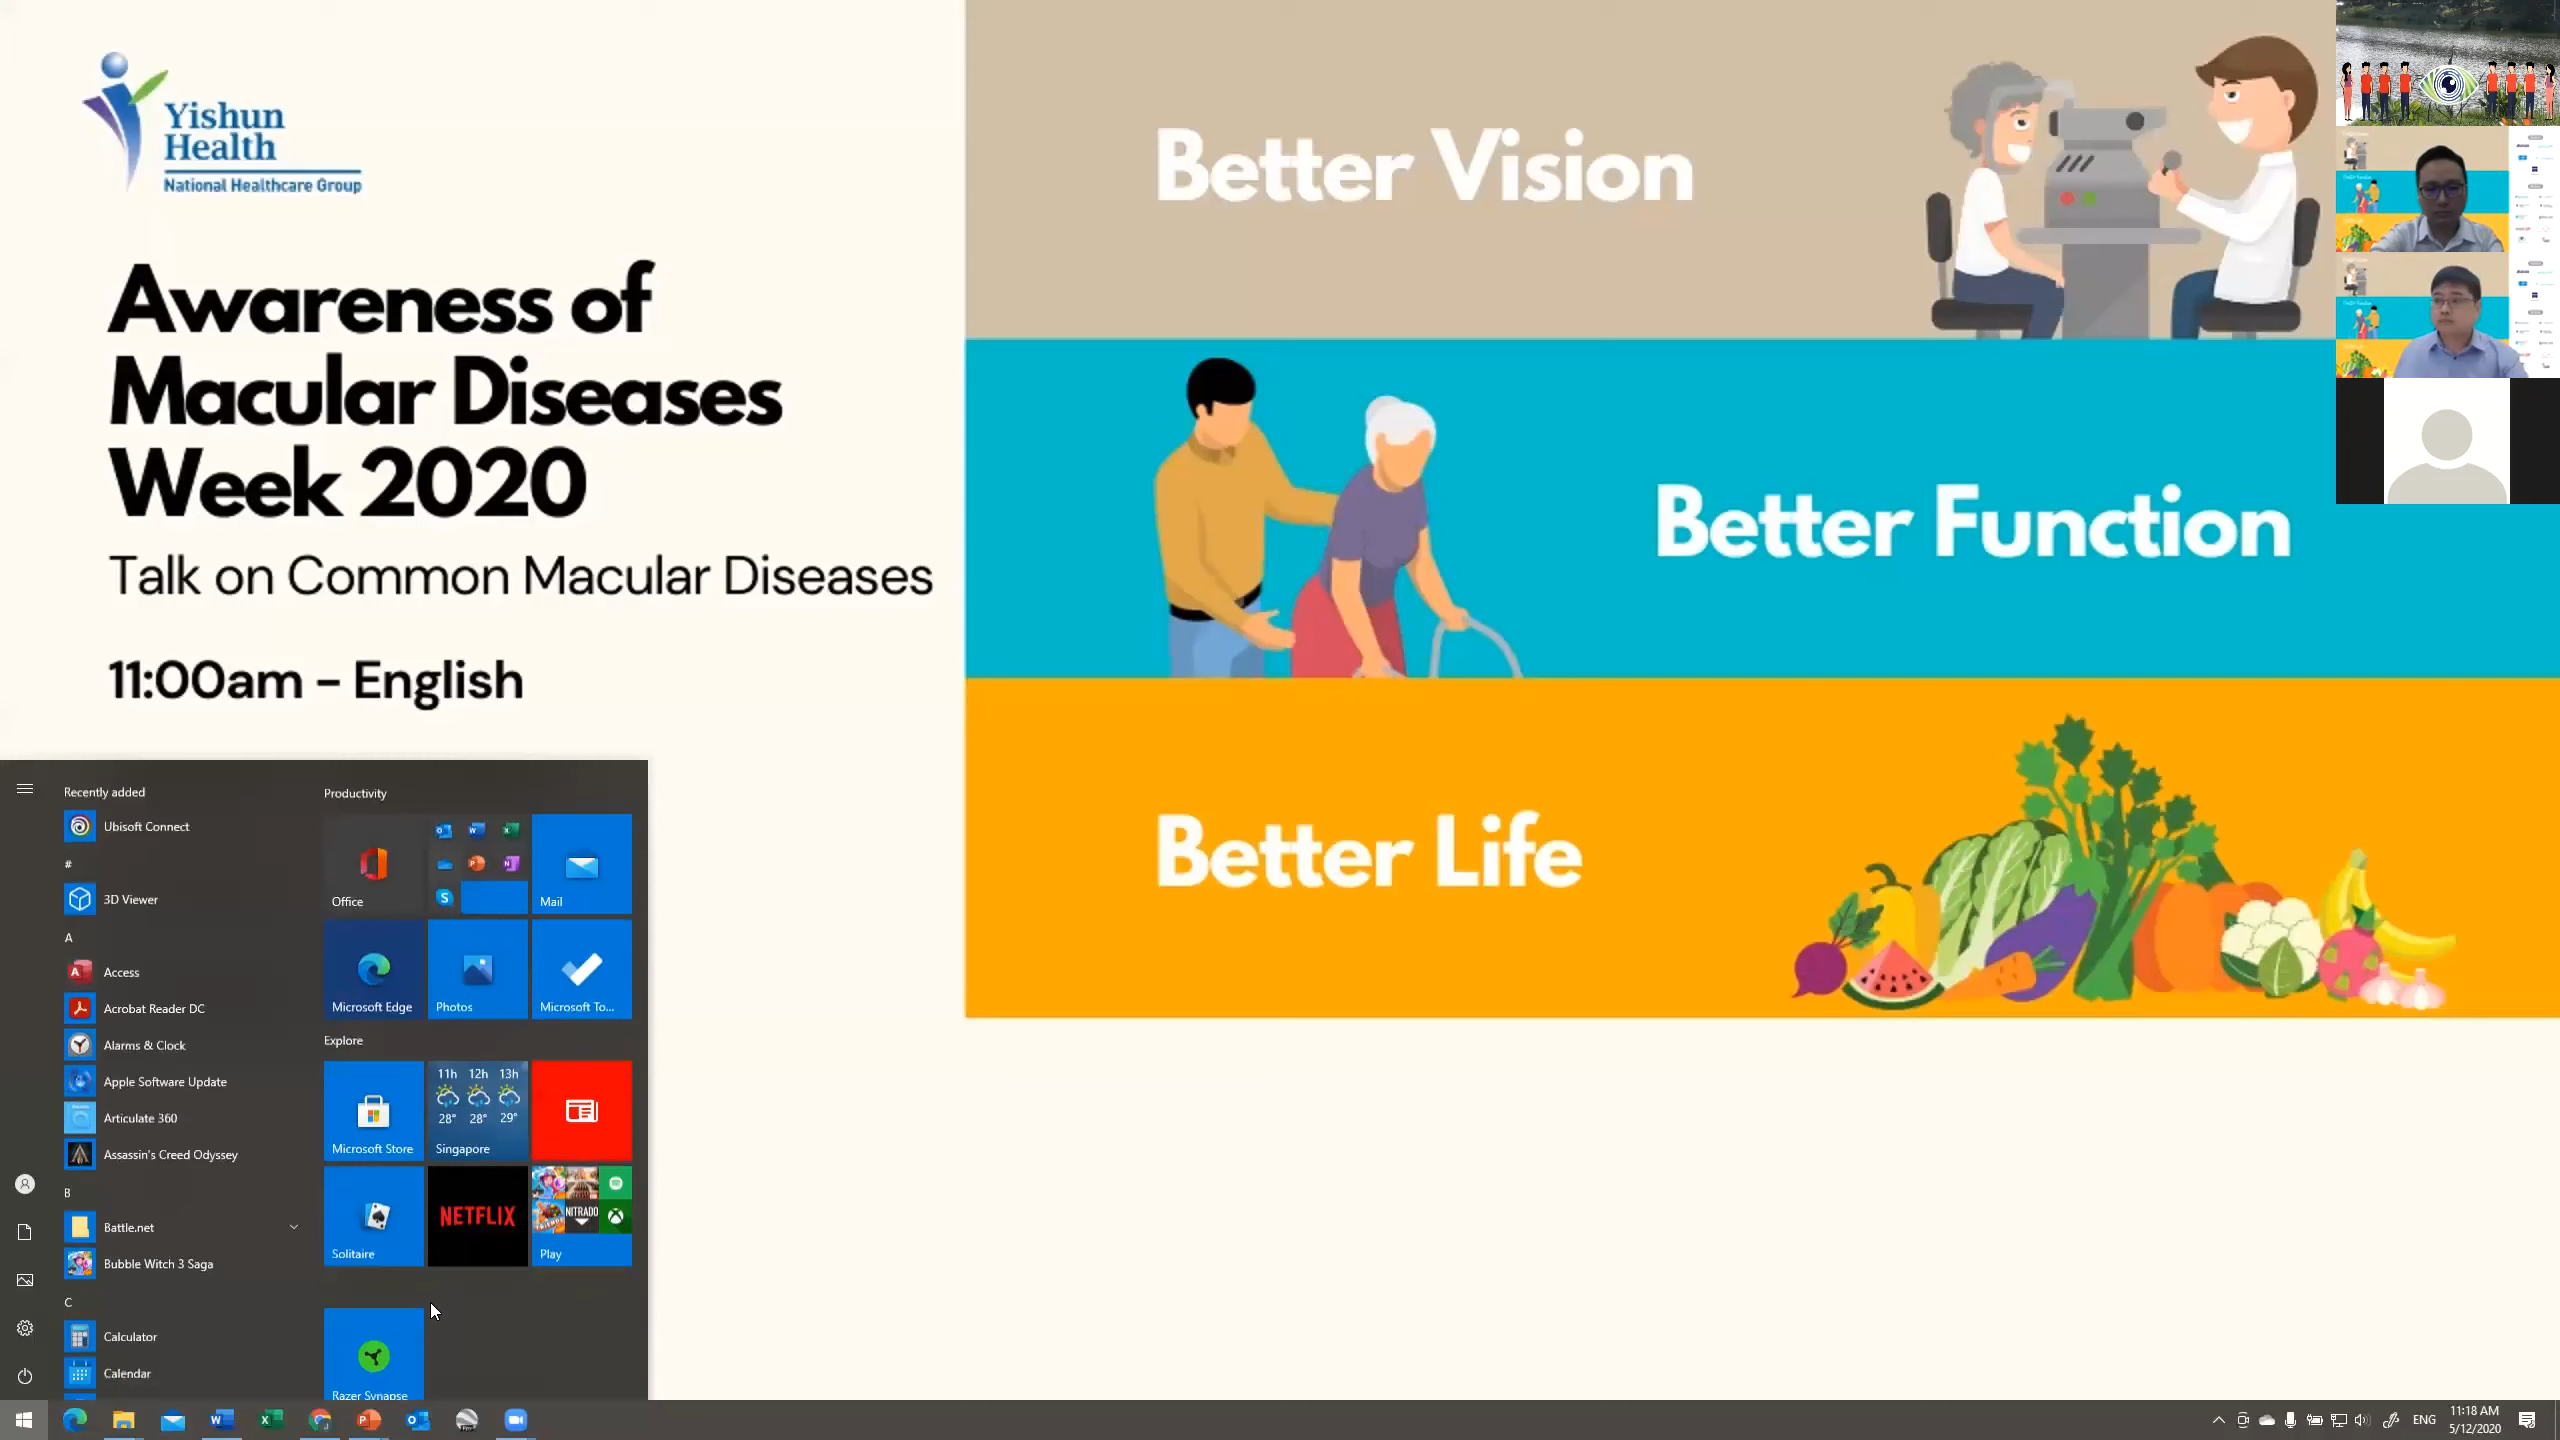 Yishun
Health
National Healthcare Group
Awareness of
Macular Diseases
Week 2020
Talk on Common Macular Diseases
11:00am - English
Better Vision
Better Function
Better Life
Recently added
Ubisoft Connect
#
3D Viewer
A
Access
Acrobat Reader DC
Alarms & Clock
Apple Software Update
Articulate 360
Assassin's Creed Odyssey
B
Battle.net
Bubble Witch 3 Saga
C
Calculator
Calendar
Productivity
Office
Mail
Microsoft Edge
Photos
Microsoft To...
Explore
Microsoft Store
11h 12h 13h
28° 28° 29°
Singapore
Solitaire
NETFLIX
NITRADO
Play
Razer Synapse
ENG
11:18 AM
5/12/2020